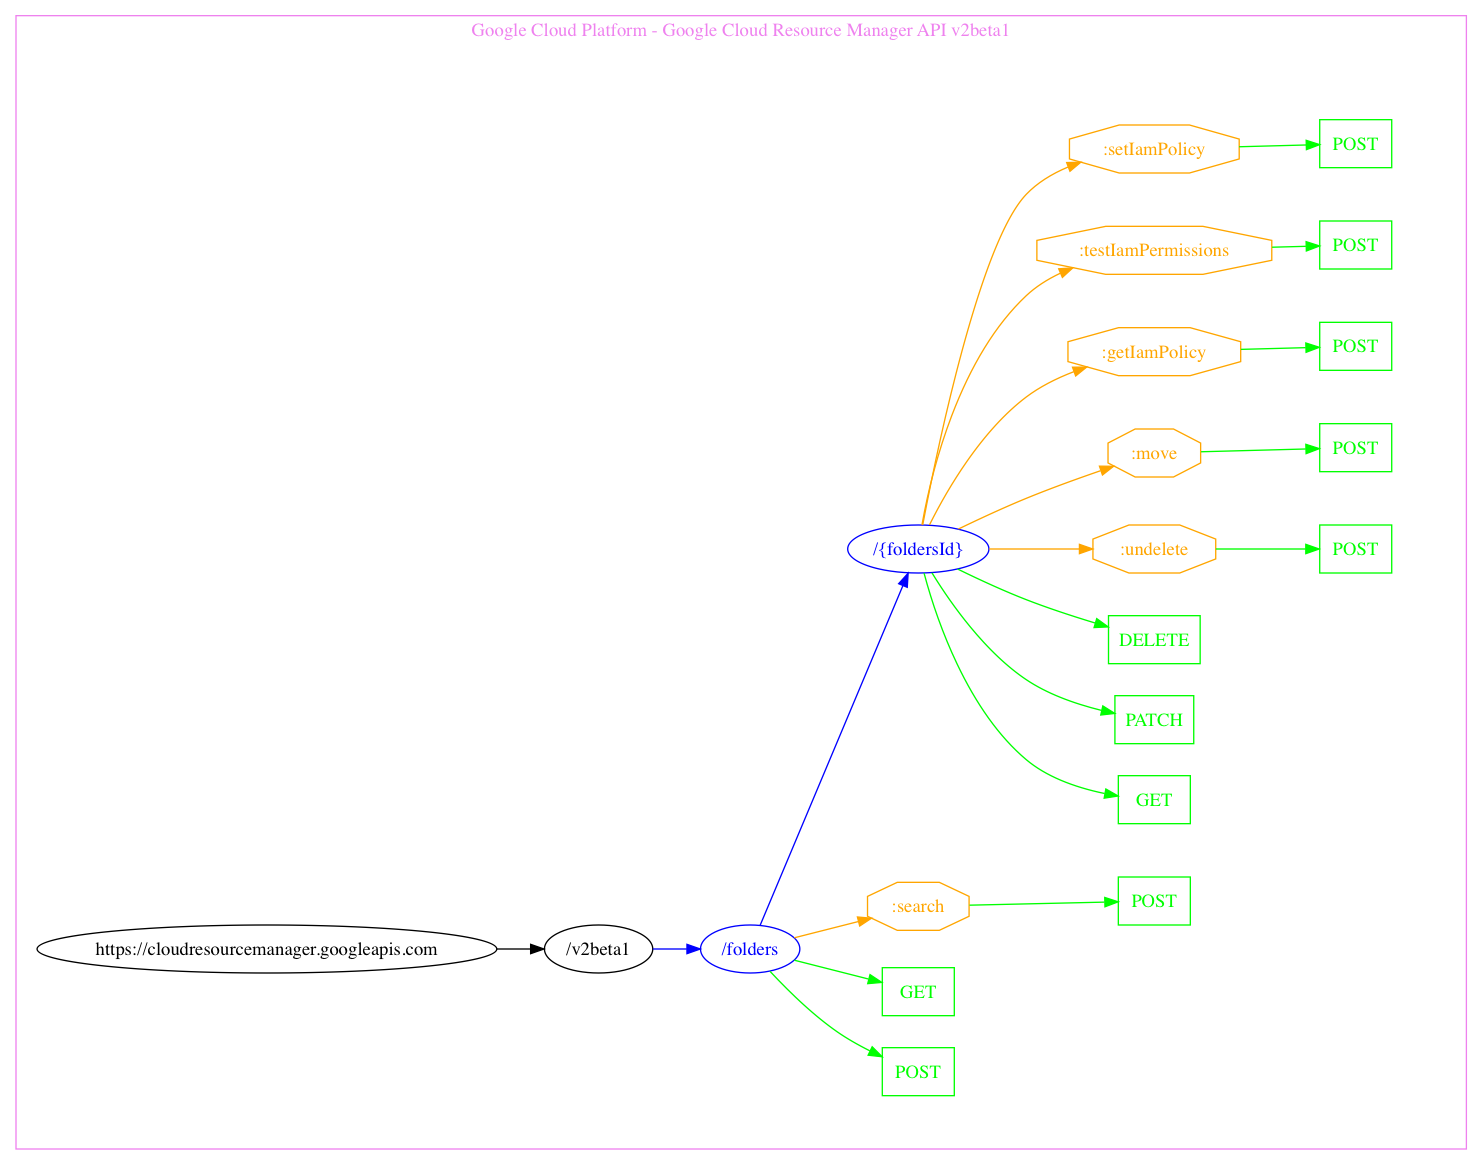 Google Cloud Platform - Google Cloud Resource Manager API v2beta1
:setIamPolicy
POST
:testIamPermissions
POST
:getIamPolicy
POST
:move
POST
/{foldersId}
:undelete
POST
DELETE
PATCH
GET
:search
POST
https://cloudresourcemanager.googleapis.com
/v2beta1
/folders
GET
POST